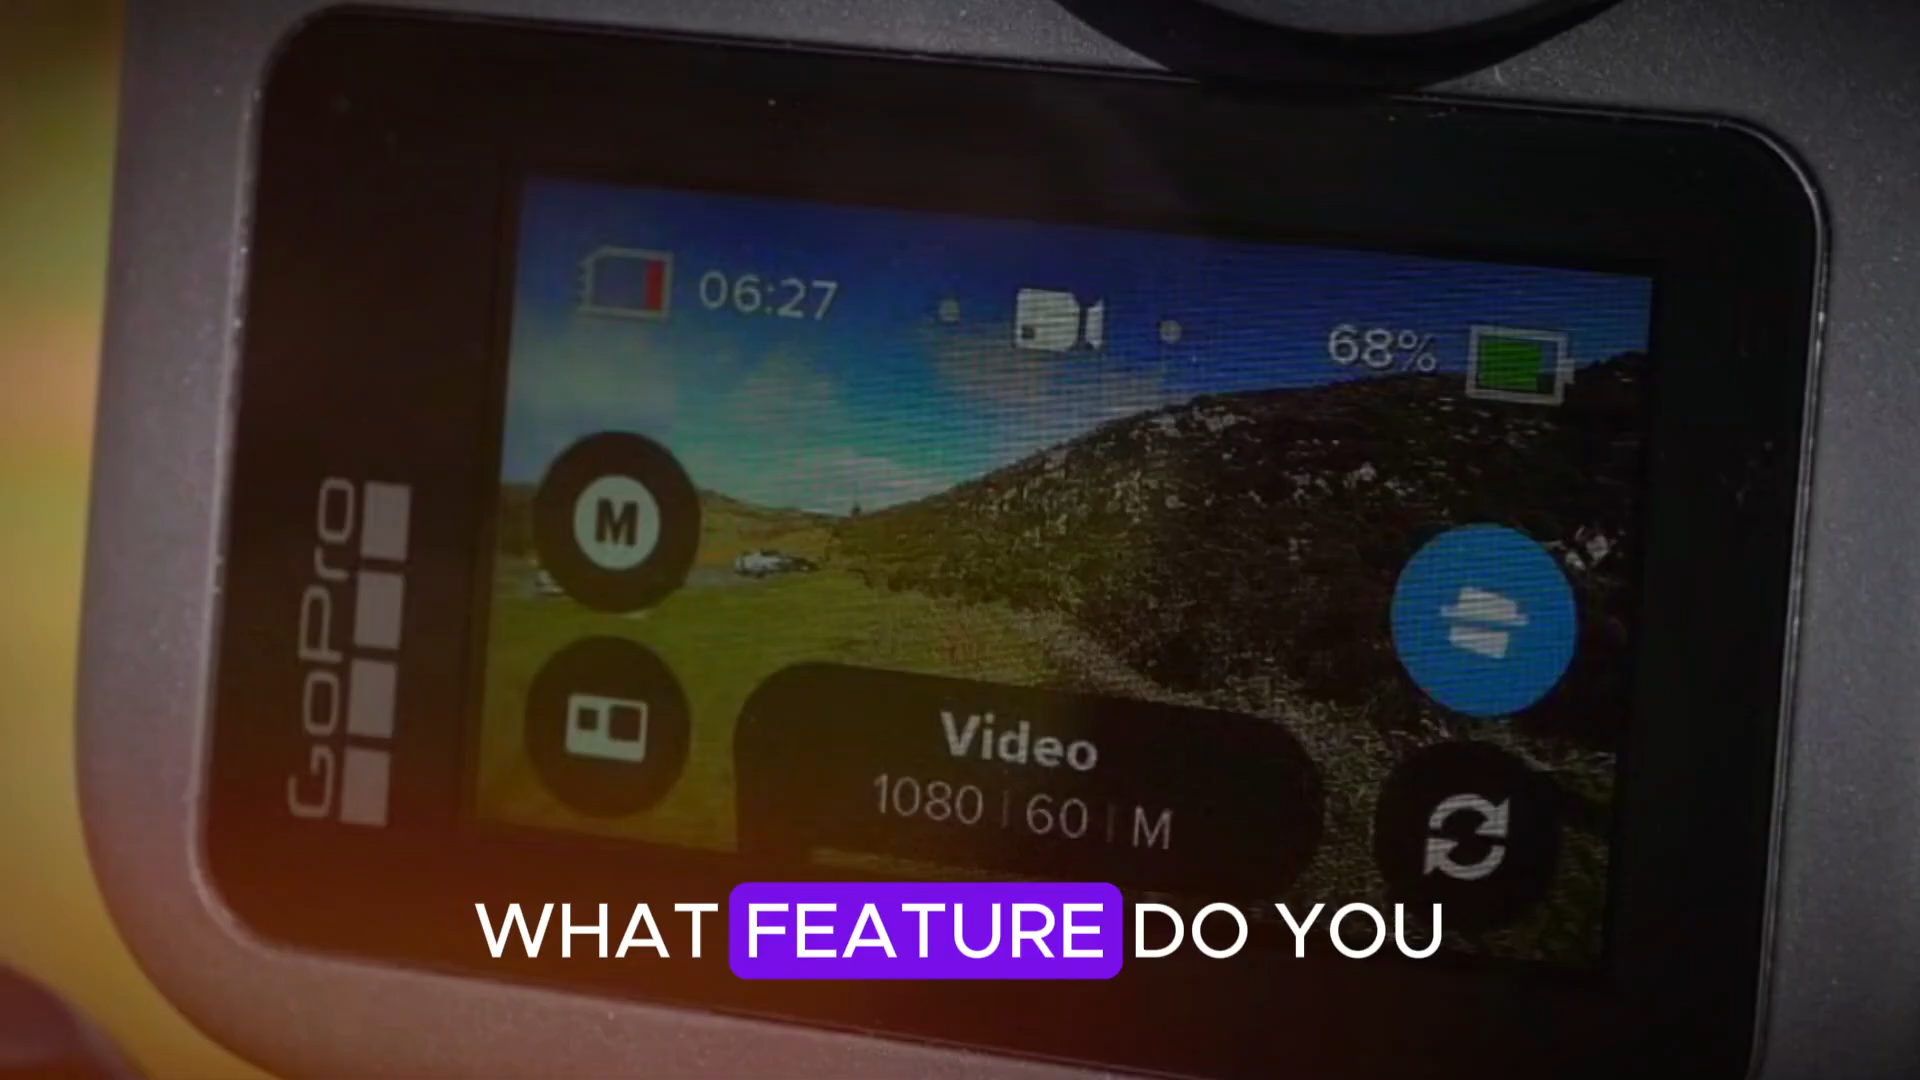 06:27
68%
M
GoPro
Video
1080 | 60 | M
WHAT FEATURE DO YOU